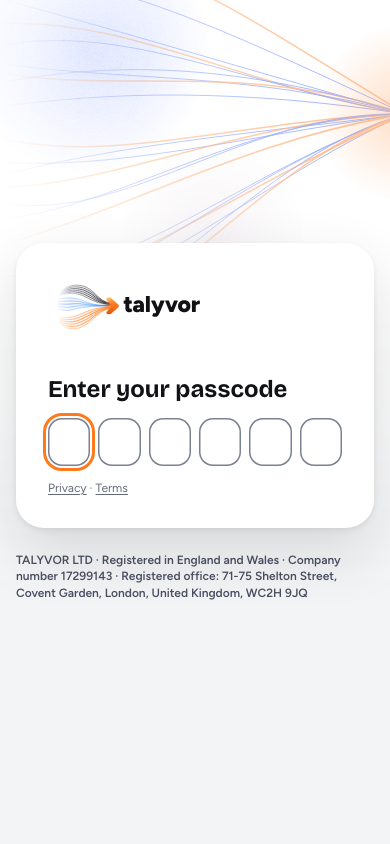 talyvor
Enter your passcode
Privacy · Terms
TALYVOR LTD · Registered in England and Wales · Company
number 17299143 · Registered office: 71-75 Shelton Street,
Covent Garden, London, United Kingdom, WC2H 9JQ